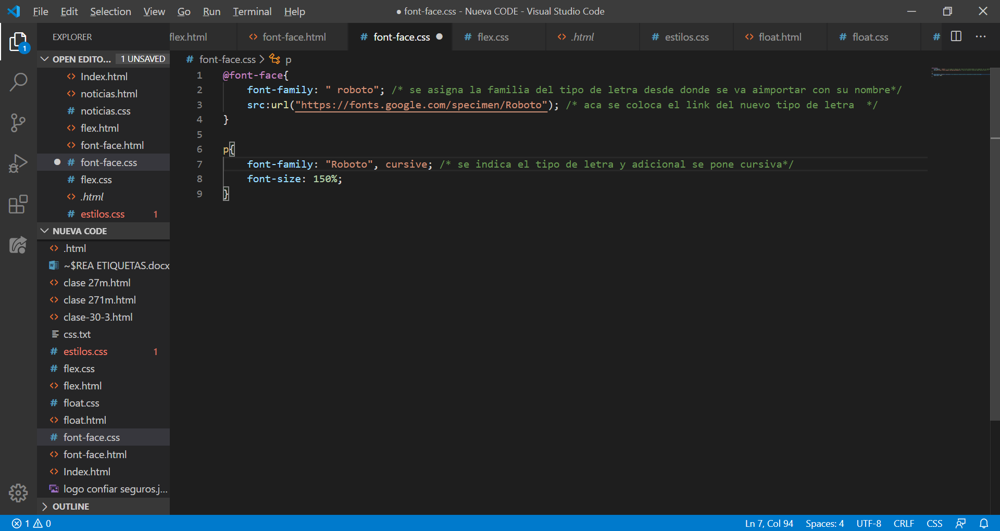 File Edit Selection View Go Run Terminal Help ● font-face.css - Nueva CODE - Visual Studio Code
EXPLORER
flex.html font-face.html font-face.css flex.css .html estilos.css float.html float.css
OPEN EDITO... 1 UNSAVED
Index.html
noticias.html
noticias.css
flex.html
font-face.html
font-face.css
flex.css
.html
estilos.css 1
NUEVA CODE
.html
~$REA ETIQUETAS.docx
clase 27m.html
clase 271m.html
clase-30-3.html
css.txt
estilos.css 1
flex.css
flex.html
float.css
float.html
font-face.css
font-face.html
Index.html
logo confiar seguros.j...
OUTLINE
1
# font-face.css > p
1 @font-face{
2 font-family: " roboto"; /* se asigna la familia del tipo de letra desde donde se va aimportar con su nombre*/
3 src:url("https://fonts.google.com/specimen/Roboto"); /* aca se coloca el link del nuevo tipo de letra  */
4 }
5
6 p{
7 font-family: "Roboto", cursive; /* se indica el tipo de letra y adicional se pone cursiva*/
8 font-size: 150%;
9 }
1 0 Ln 7, Col 94 Spaces: 4 UTF-8 CRLF CSS